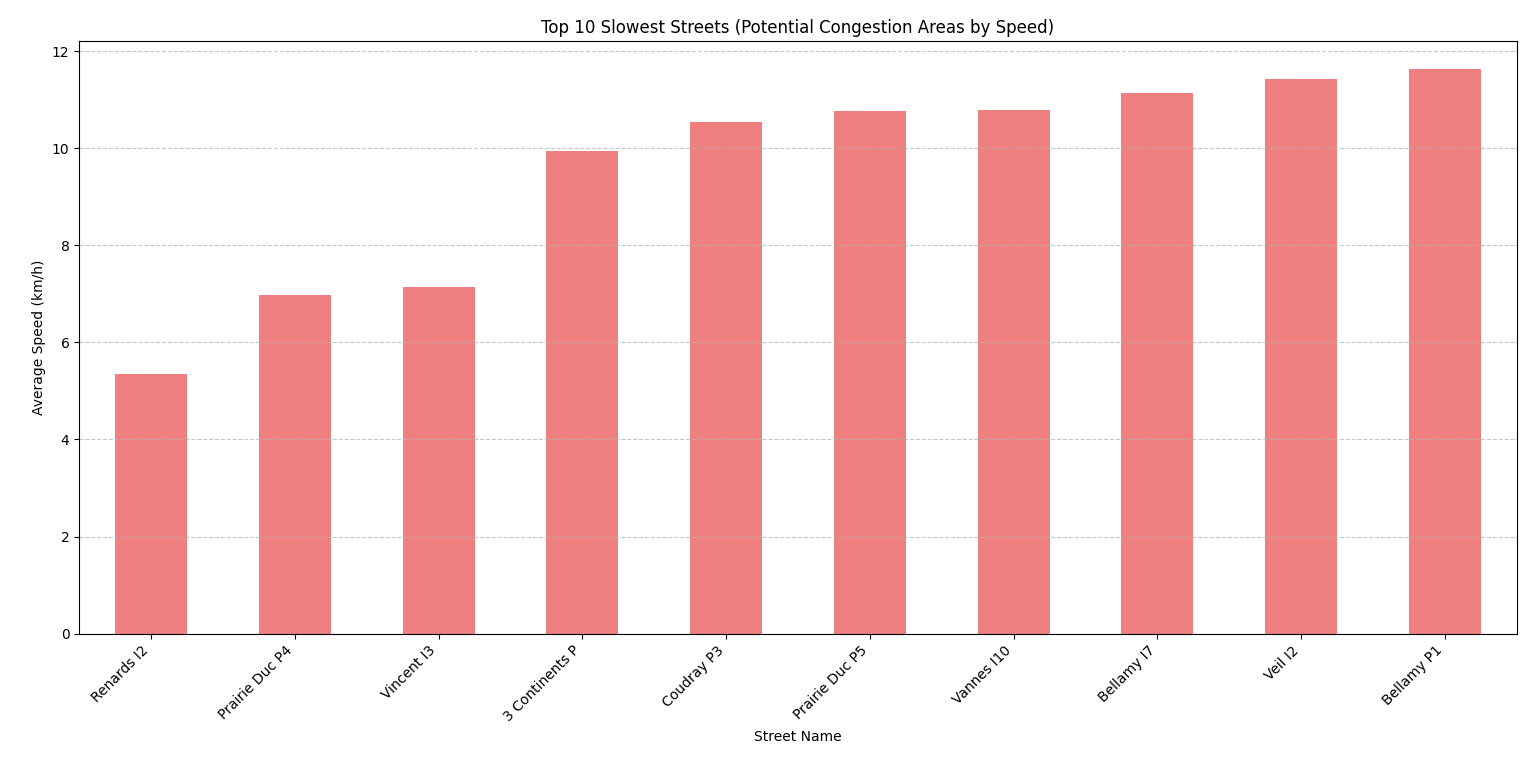 Top 10 Slowest Streets (Potential Congestion Areas by Speed)
12
10
8
6
4
2
0
Average Speed (km/h)
Renards I2
Prairie Duc P4
Vincent I3
3 Continents P
Coudray P3
Prairie Duc P5
Vannes I10
Bellamy I7
Veil I2
Bellamy P1
Street Name